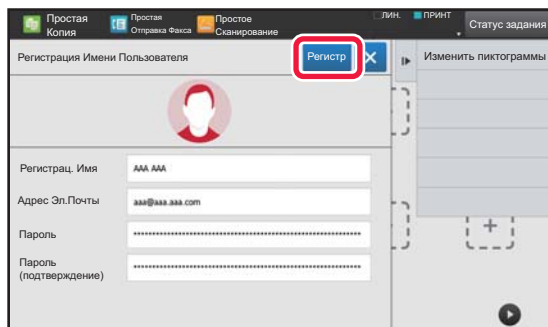 Простая
Копия
Простая
Отправка Факса
Простое
Сканирование
ЛИН.
ПРИНТ
Статус задания
Регистрация Имени Пользователя
Регистр
Изменить пиктограммы
Регистрац. Имя
AAA AAA
Адрес Эл.Почты
aaa@aaa.aaa.com
Пароль
Пароль
(подтверждение)